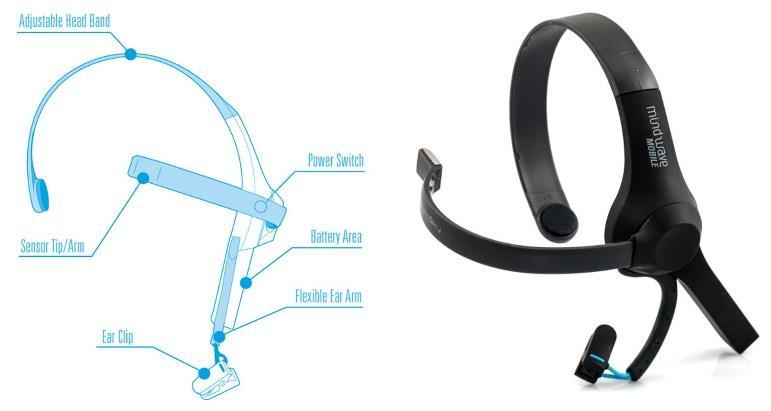 Adjustable Head Band
Power Switch
Sensor Tip/Arm
Battery Area
Flexible Ear Arm
Ear Clip
mindwave
MOBILE